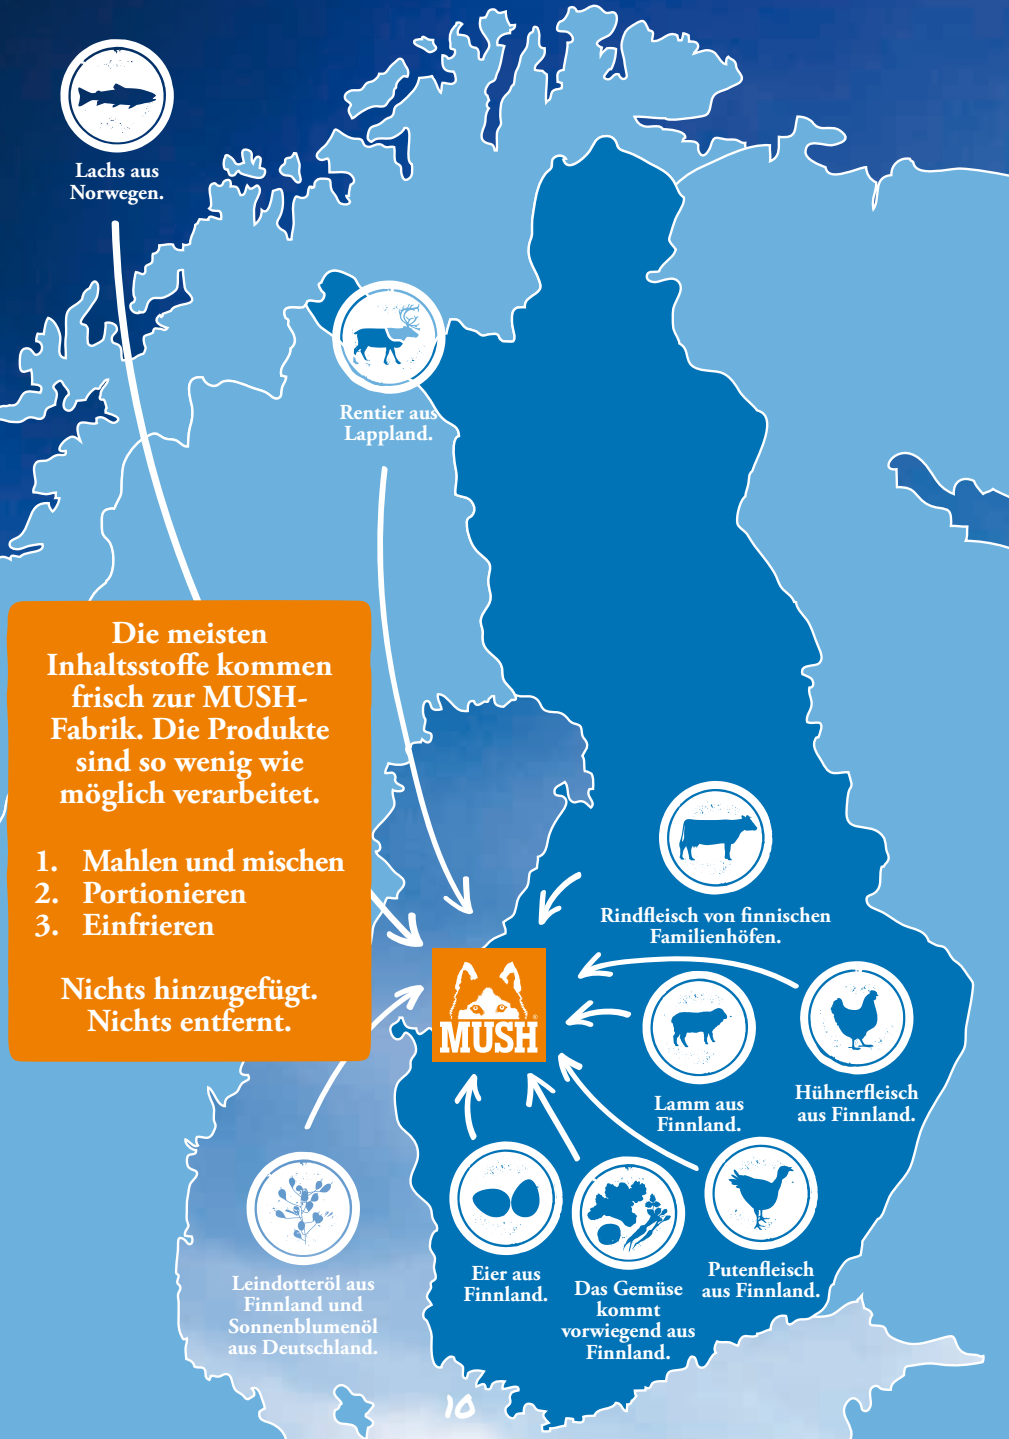 Lachs aus
Norwegen.
Rentier aus
Lappland.
Die meisten
Inhaltsstoffe kommen
frisch zur MUSH-
Fabrik. Die Produkte
sind so wenig wie
möglich verarbeitet.
1. Mahlen und mischen
2. Portionieren
3. Einfrieren
Nichts hinzugefügt.
Nichts entfernt.
Rindfleisch von finnischen
Familienhöfen.
MUSH®
Lamm aus
Finnland.
Hühnerfleisch
aus Finnland.
Leindotteröl aus
Finnland und
Sonnenblumenöl
aus Deutschland.
Eier aus
Finnland.
Das Gemüse
kommt
vorwiegend aus
Finnland.
Putenfleisch
aus Finnland.
10